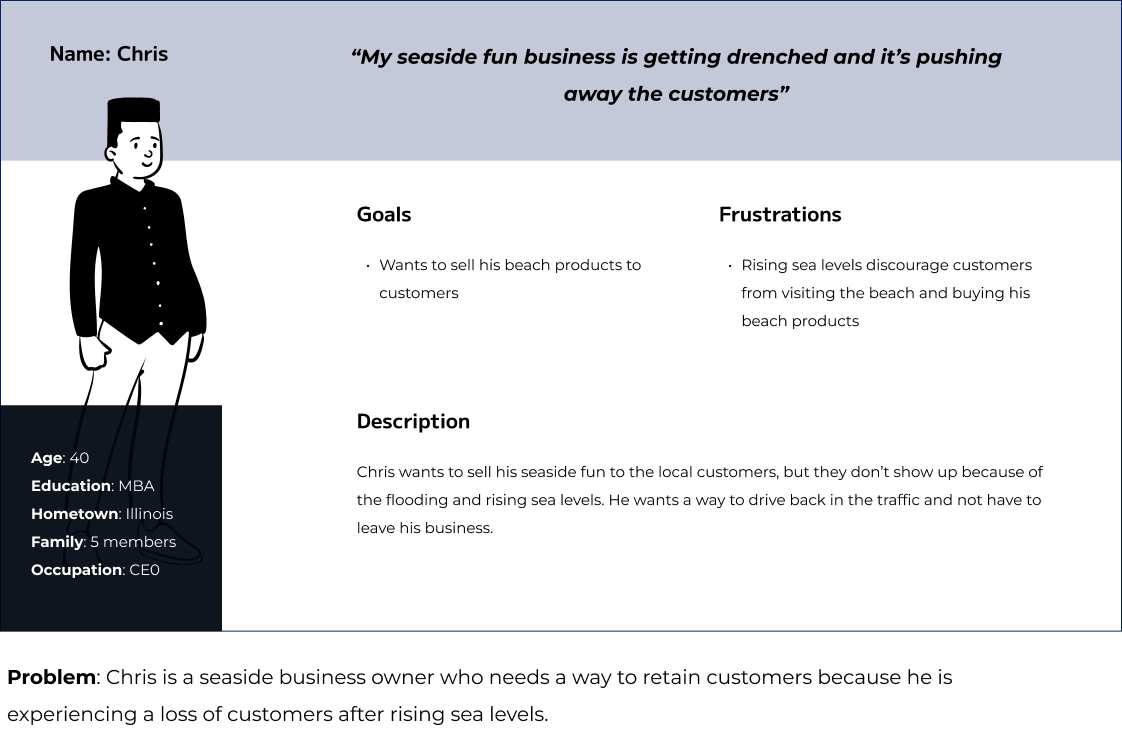 Name: Chris
“My seaside fun business is getting drenched and it’s pushing
away the customers”
Goals
• Wants to sell his beach products to
customers
Frustrations
• Rising sea levels discourage customers
from visiting the beach and buying his
beach products
Description
Chris wants to sell his seaside fun to the local customers, but they don’t show up because of
the flooding and rising sea levels. He wants a way to drive back in the traffic and not have to
leave his business.
Age: 40
Education: MBA
Hometown: Illinois
Family: 5 members
Occupation: CE0
Problem: Chris is a seaside business owner who needs a way to retain customers because he is
experiencing a loss of customers after rising sea levels.